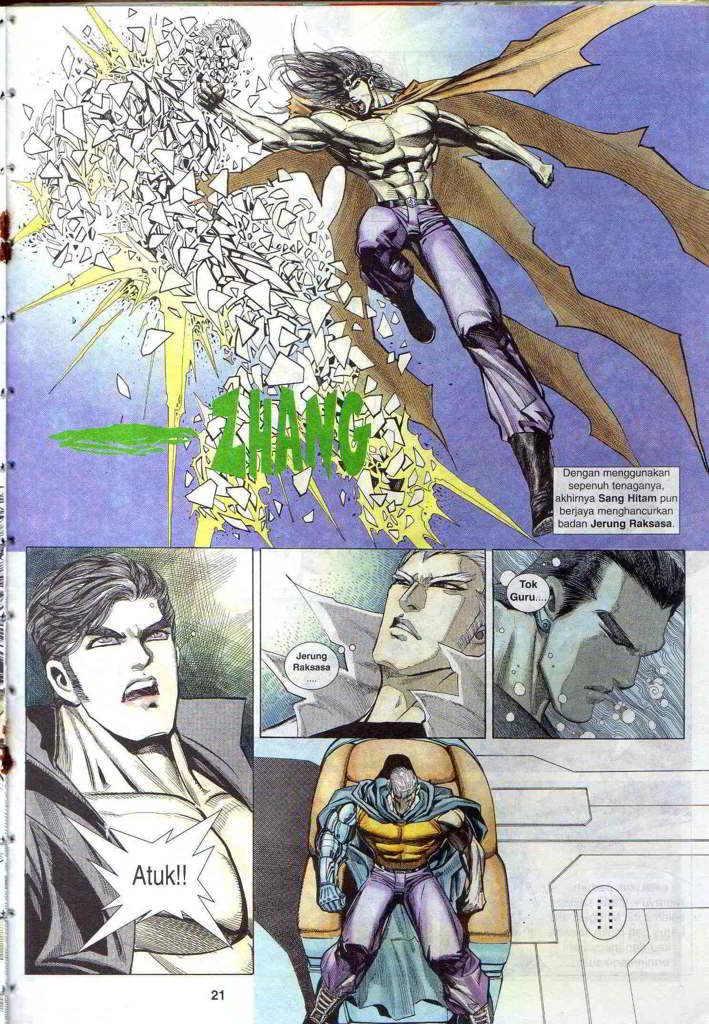 ZHANG
Dengan menggunakan
sepenuh tenaganya,
akhirnya Sang Hitam pun
berjaya menghancurkan
badan Jerung Raksasa.
Atuk!!
Jerung
Raksasa
....
Tok
Guru....
21